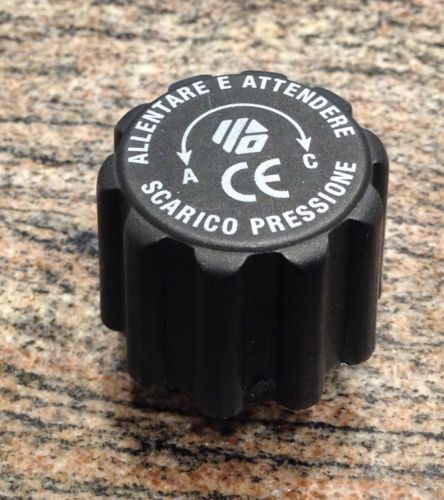 ALLENTARE E ATTENDERE
A C
CE
SCARICO PRESSIONE